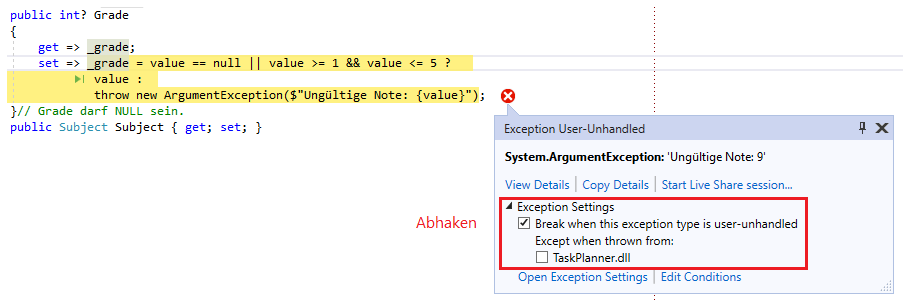 public int? Grade
{
get => _grade;
set => _grade = value == null || value >= 1 && value <= 5 ?
value :
throw new ArgumentException($"Ungültige Note: {value}");
}// Grade darf NULL sein.
public Subject Subject { get; set; }
Exception User-Unhandled
System.ArgumentException: 'Ungültige Note: 9'
View Details | Copy Details | Start Live Share session...
Abhaken
Exception Settings
Break when this exception type is user-unhandled
Except when thrown from:
TaskPlanner.dll
Open Exception Settings | Edit Conditions